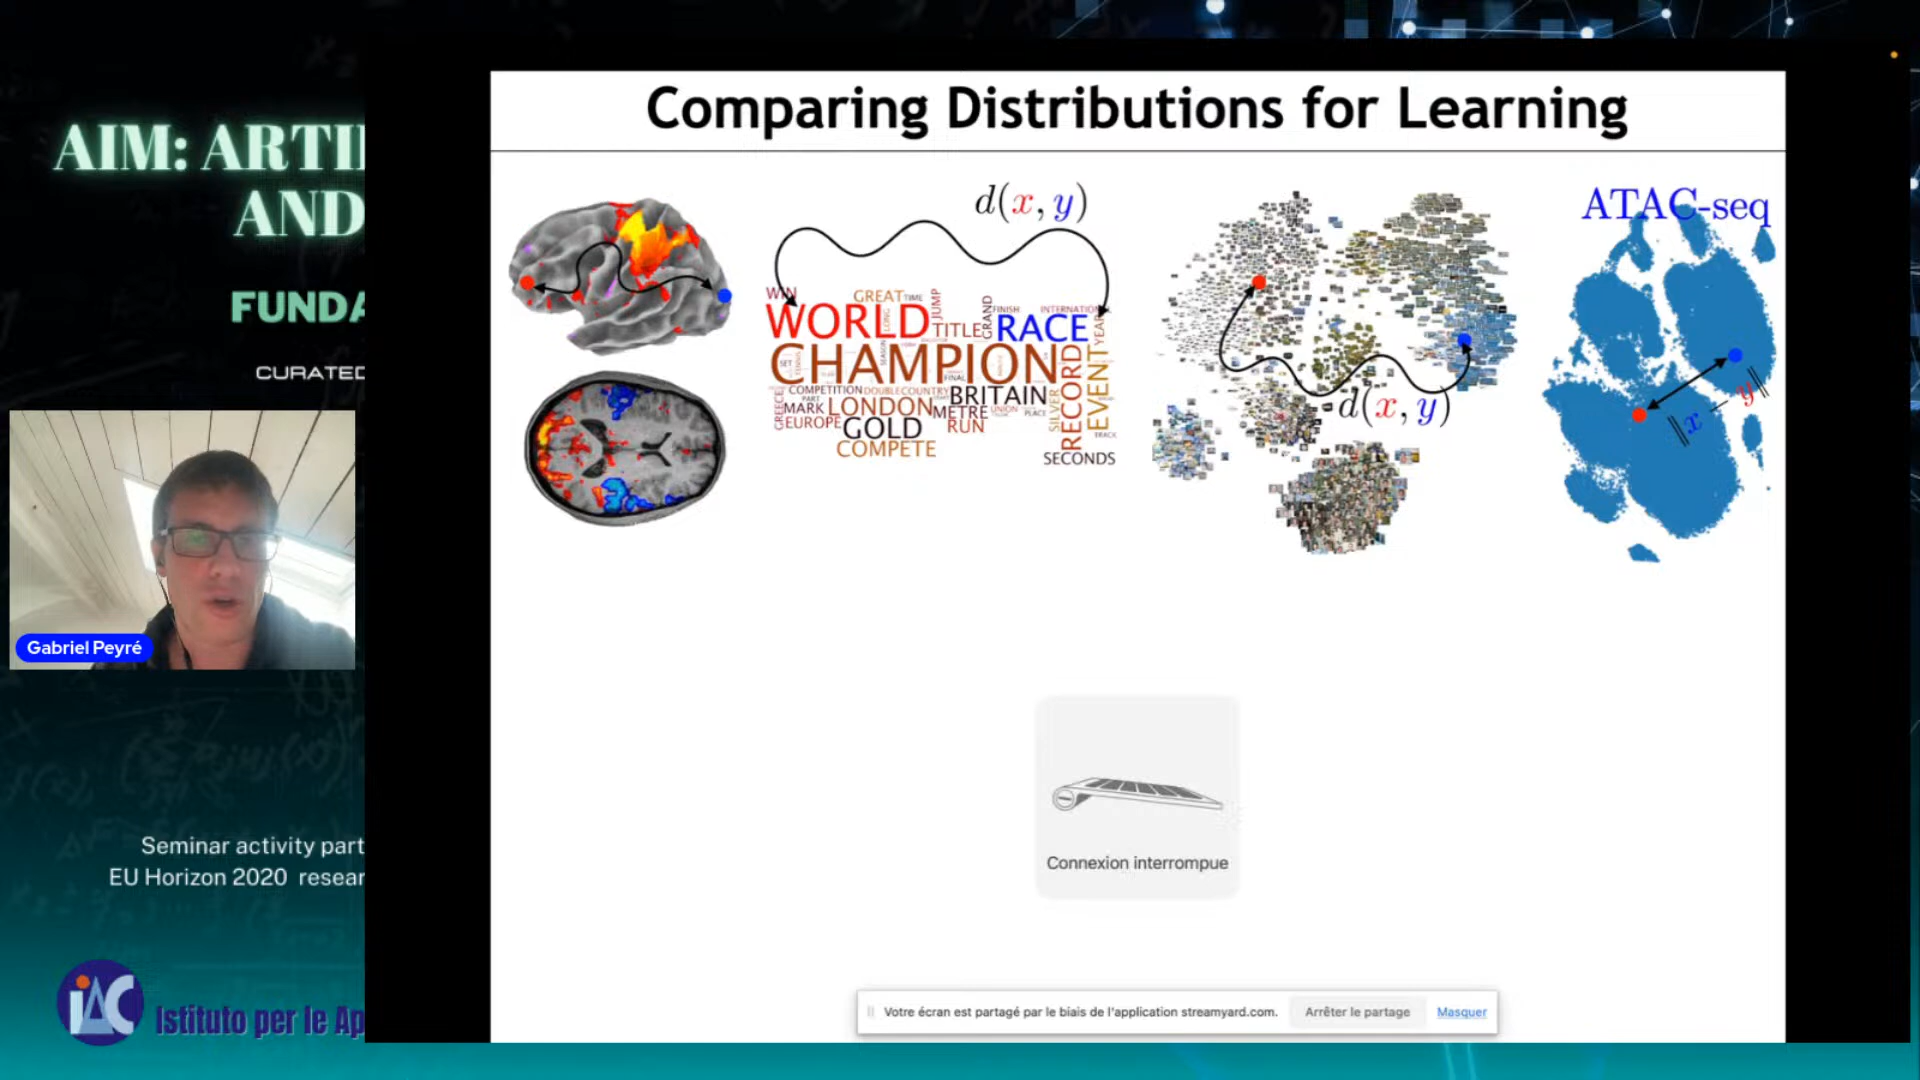 AIM: ARTI
AND
FUNDA
CURATED
Gabriel Peyré
Seminar activity part
EU Horizon 2020 resear
iAC
Istituto per le Ap
Comparing Distributions for Learning
d(x, y)
WIN
GREAT
TIME
LONG
JUMP
GRAND
FINISH
INTERNATION
WORLD
TITLE
RACE
YEAR
CHAMPION
SET
FINAL
RECORD
EVENT
COMPETITION
DOUBLE
COUNTRY
BRITAIN
GREECE
PART
MARK
LONDON
METRE
UNION
PLACE
SILVER
EUROPE
GOLD
RUN
TRACK
COMPETE
SECONDS
d(x, y)
ATAC-seq
||x − y||
Connexion interrompue
Votre écran est partagé par le biais de l'application streamyard.com.
Arrêter le partage
Masquer